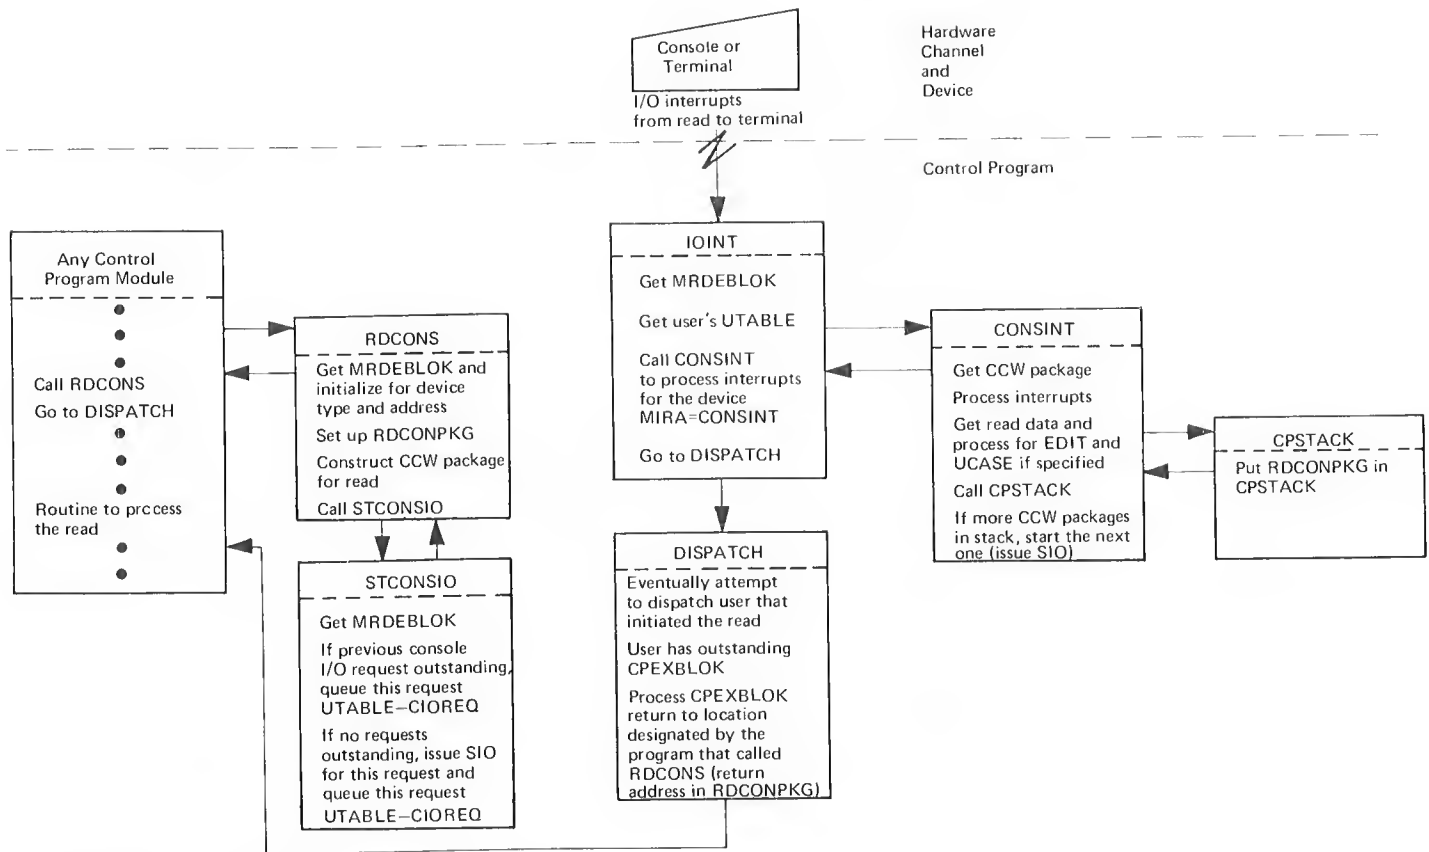 Console or
Terminal
I/O interrupts
from read to terminal
Hardware
Channel
and
Device
Control Program
Any Control
Program Module
Call RDCONS
Go to DISPATCH
Routine to prccess
the read
RDCONS
Get MRDEBLOK and
initialize for device
type and address
Set up RDCONPKG
Construct CCW package
for read
Call STCONSIO
STCONSIO
Get MRDEBLOK
If previous console
I/O request outstanding,
queue this request
UTABLE—CIOREQ
If no requests
outstanding, issue SIO
for this request and
queue this request
UTABLE—CIOREQ
IOINT
Get MRDEBLOK
Get user's UTABLE
Call CONSINT
to process interrupts
for the device
MIRA=CONSINT
Go to DISPATCH
DISPATCH
Eventually attempt
to dispatch user that
initiated the read
User has outstanding
CPEXBLOK
Process CPEXBLOK
return to location
designated by the
program that called
RDCONS (return
address in RDCONPKG)
CONSINT
Get CCW package
Process interrupts
Get read data and
process for EDIT and
UCASE if specified
Call CPSTACK
If more CCW packages
in stack, start the next
one (issue SIO)
CPSTACK
Put RDCONPKG in
CPSTACK